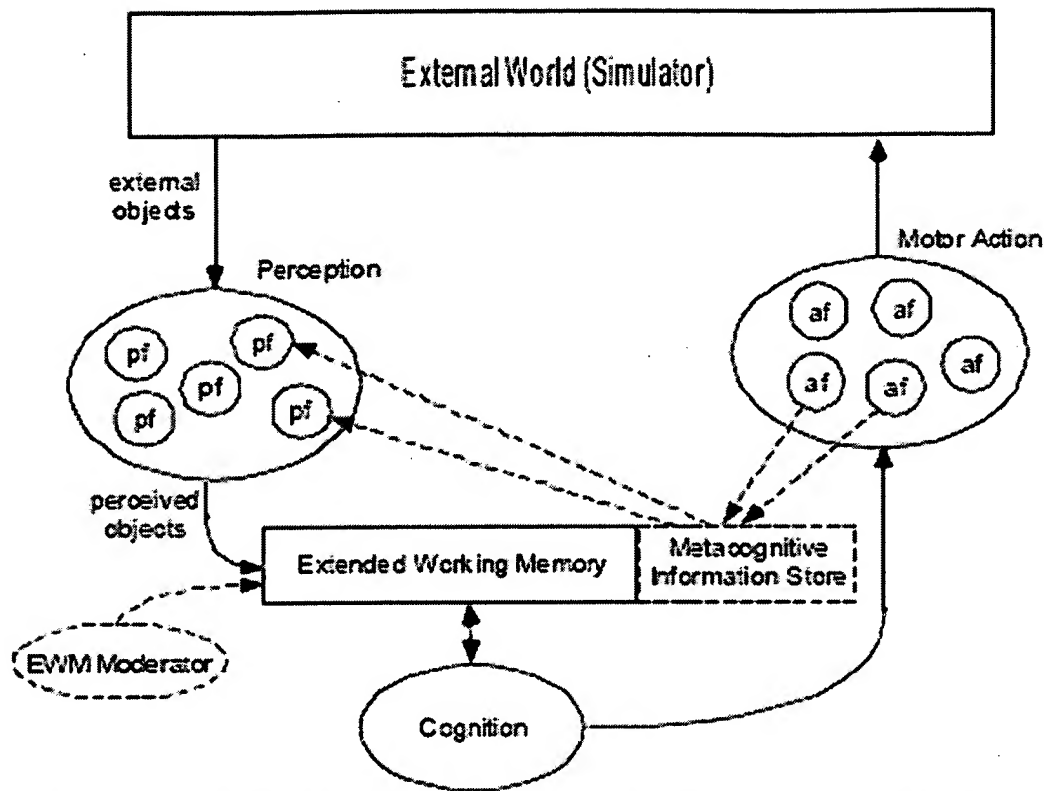 External World (Simulator)
external
objects
Perception
Motor Action
pf
pf
pf
pf
pf
af
af
af
af
af
perceived
objects
Extended Working Memory
Metacognitive
Information Store
EWM Moderator
Cognition